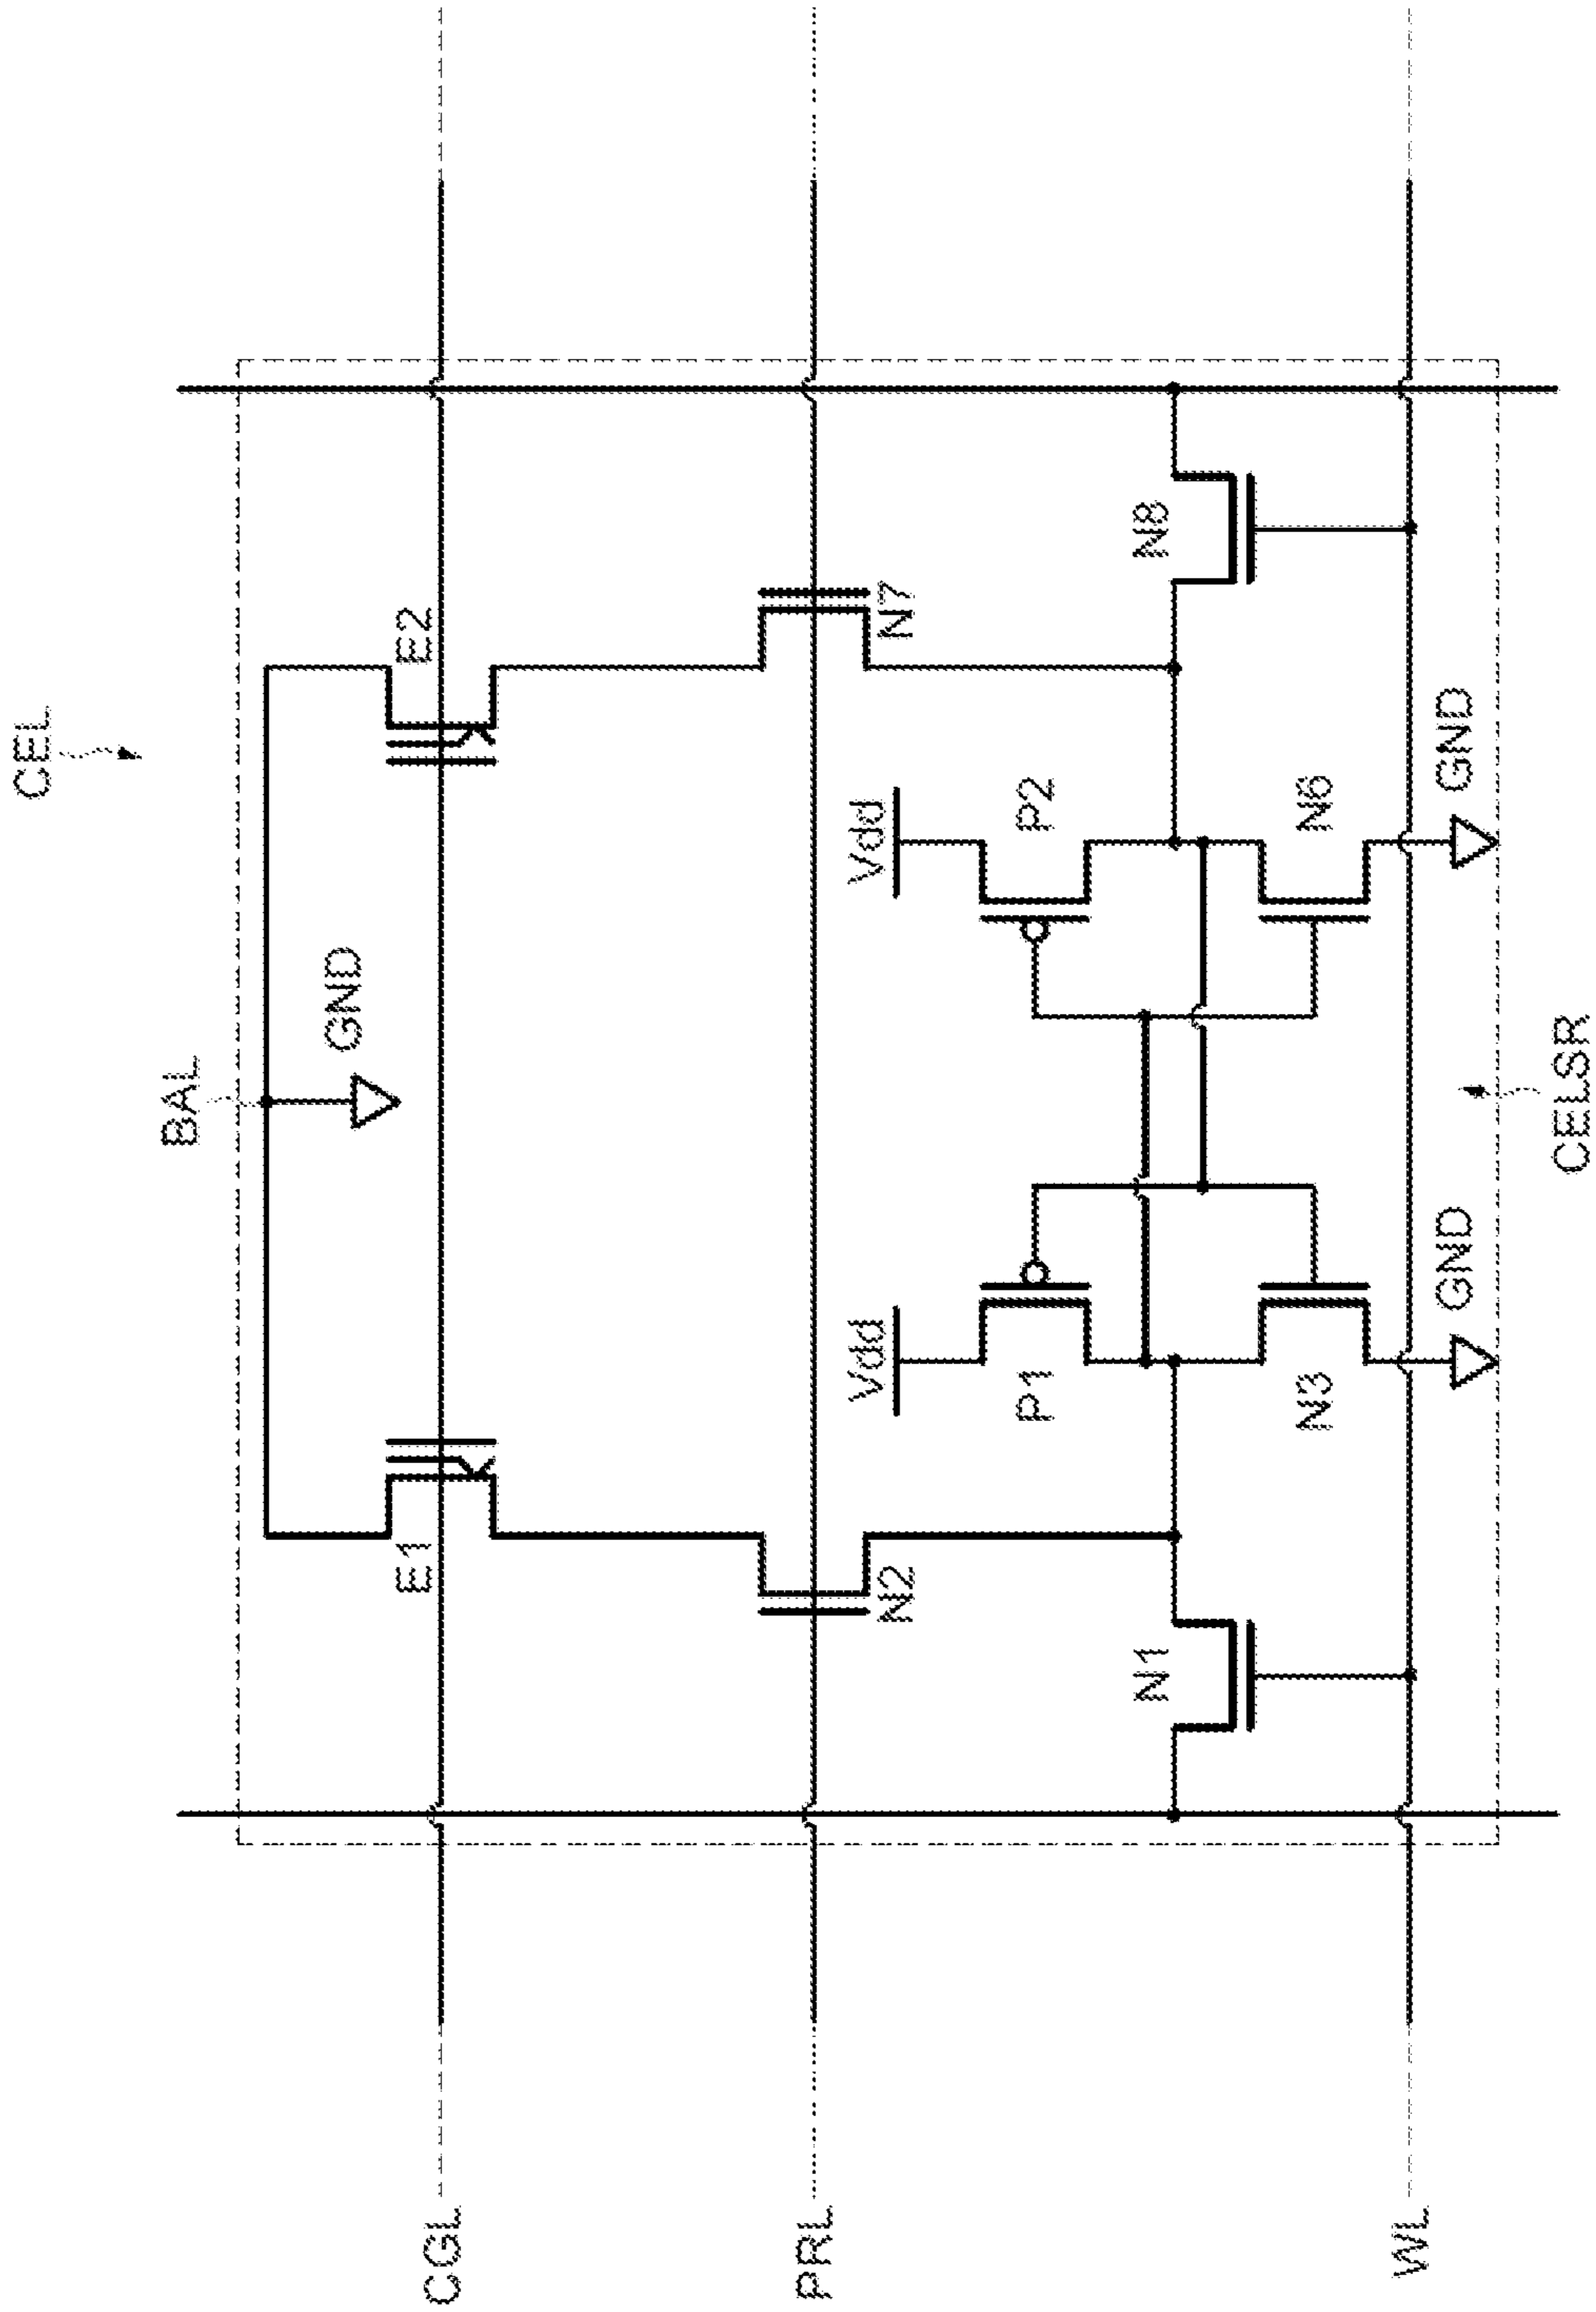 CEL
BAL
GND
E1
E2
CGL
N2
N7
PRL
Vdd
Vdd
P1
P2
N1
N8
N3
N6
WL
GND
GND
CELSR